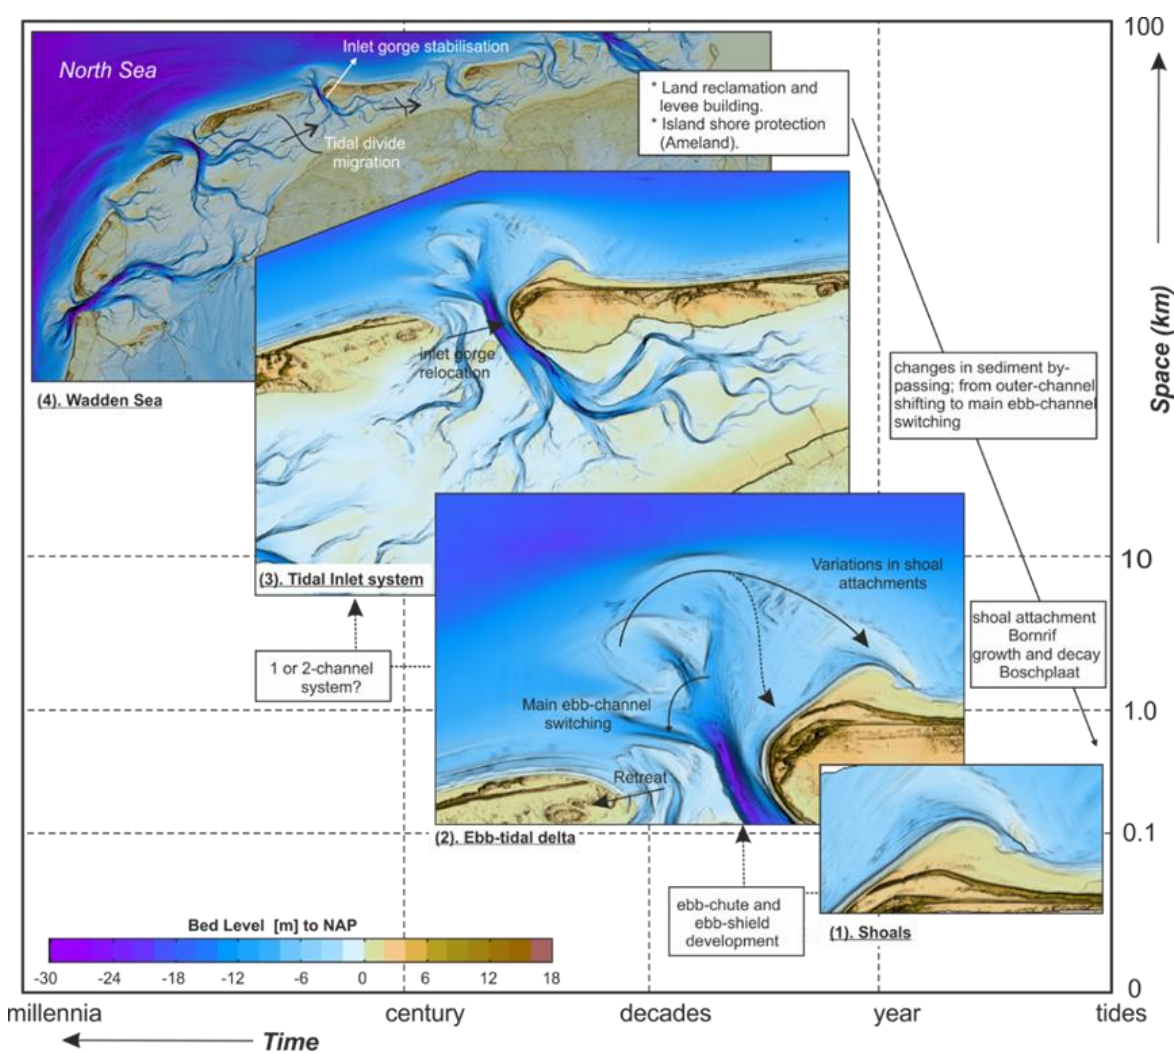 100
North Sea
Inlet gorge stabilisation
Tidal divide
migration
* Land reclamation and
levee building.
* Island shore protection
(Ameland).
Space (km)
(4). Wadden Sea
inlet gorge
relocation
changes in sediment by-
passing; from outer-channel
shifting to main ebb-channel
switching
(3). Tidal Inlet system
10
Variations in shoal
attachments
1 or 2-channel
system?
shoal attachment
Bornrif
growth and decay
Boschplaat
Main ebb-channel
switching
1.0
Retreat
(2). Ebb-tidal delta
0.1
ebb-chute and
ebb-shield
development
(1). Shoals
Bed Level [m] to NAP
-30 -24 -18 -12 -6 0 6 12 18
0
millennia century decades year tides
Time